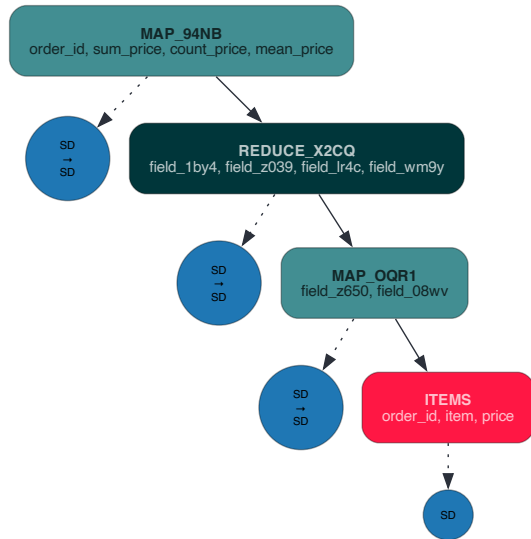 MAP_94NB
order_id, sum_price, count_price, mean_price
SD
→
SD
REDUCE_X2CQ
field_1by4, field_z039, field_lr4c, field_wm9y
SD
→
SD
MAP_OQR1
field_z650, field_08wv
SD
→
SD
ITEMS
order_id, item, price
SD